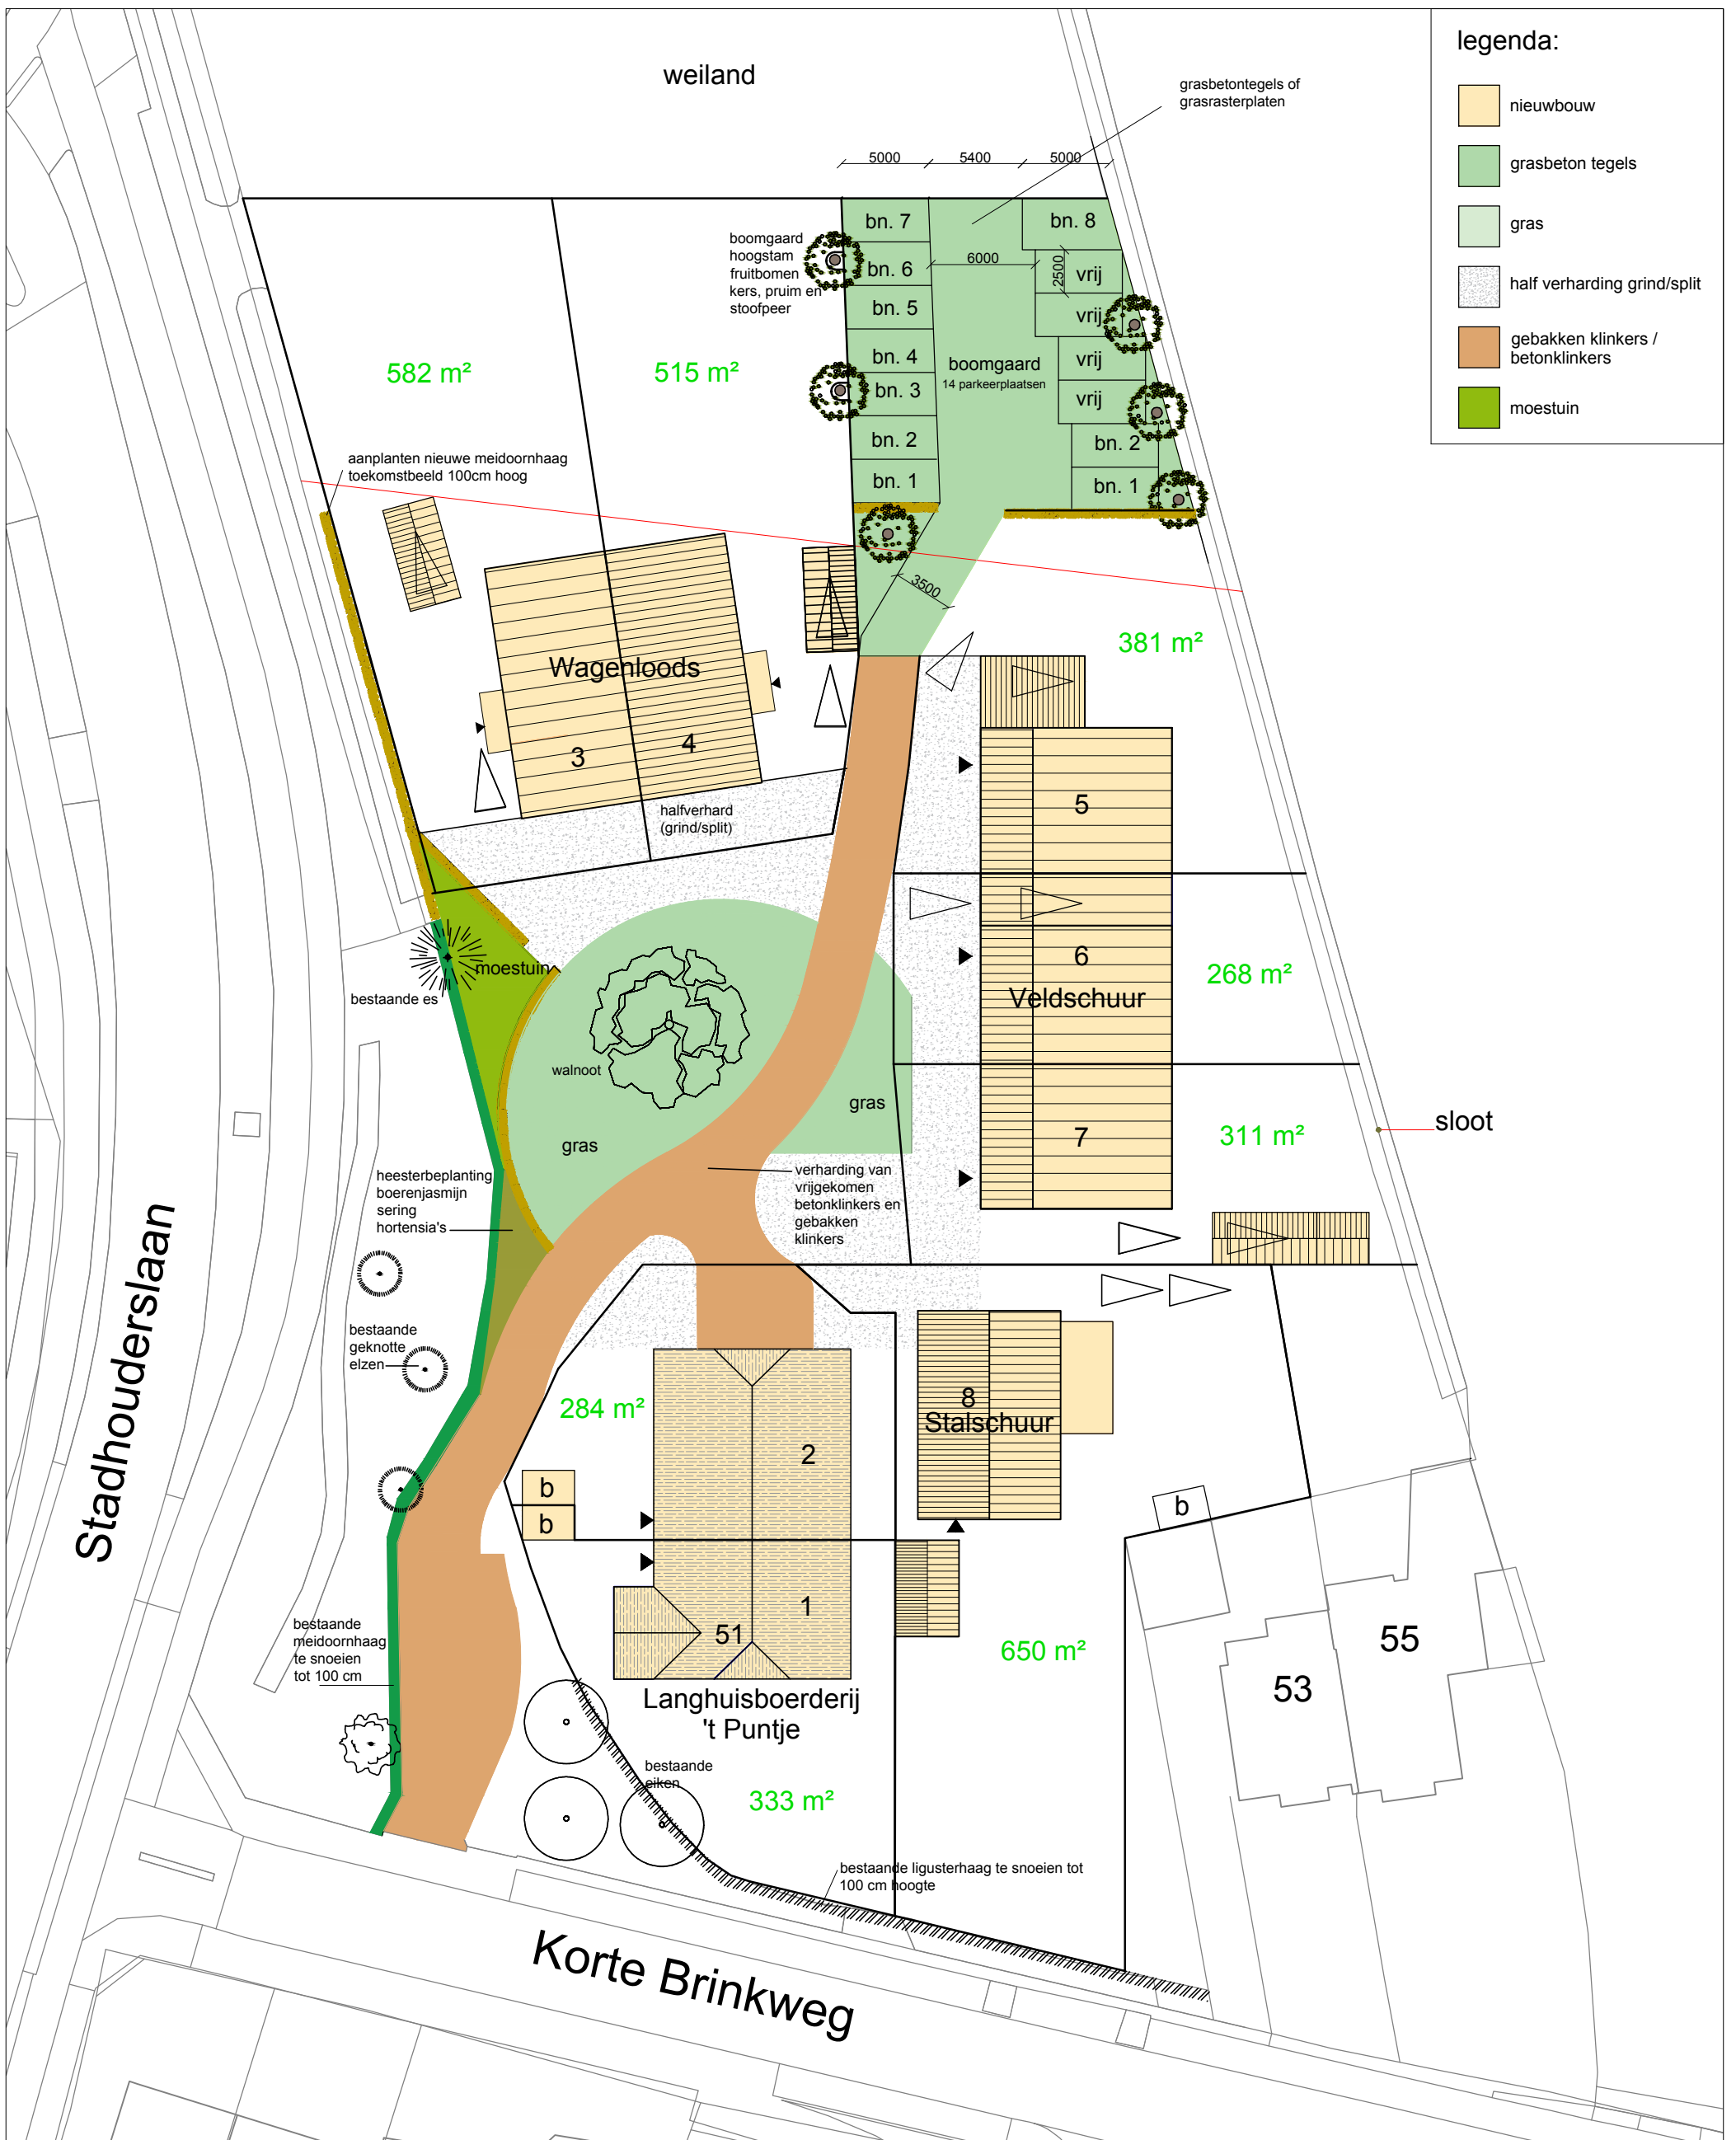 weiland
grasbetontegels of
grasrasterplaten
legenda:
nieuwbouw
grasbeton tegels
gras
half verharding grind/split
gebakken klinkers /
betonklinkers
moestuin
5000
5400
5000
bn. 7
bn. 8
boomgaard
hoogstam
fruitbomen
kers, pruim en
stoofpeer
bn. 6
6000
2500
vrij
bn. 5
vrij
bn. 4
vrij
boomgaard
14 parkeerplaatsen
bn. 3
vrij
582 m²
515 m²
bn. 2
bn. 2
bn. 1
bn. 1
aanplanten nieuwe meidoornhaag
toekomstbeeld 100cm hoog
3500
381 m²
Wagenloods
3
4
halfverhard
(grind/split)
5
6
Veldschuur
268 m²
7
311 m²
sloot
moestuin
bestaande es
walnoot
gras
gras
heesterbeplanting
boerenjasmijn
sering
hortensia's
verharding van
vrijgekomen
betonklinkers en
gebakken
klinkers
Stadhouderslaan
bestaande
geknotte
elzen
284 m²
2
8
Stalschuur
b
b
b
1
51
Langhuisboerderij
't Puntje
650 m²
53
55
bestaande
meidoornhaag
te snoeien
tot 100 cm
bestaande
eiken
333 m²
bestaande ligusterhaag te snoeien tot
100 cm hoogte
Korte Brinkweg